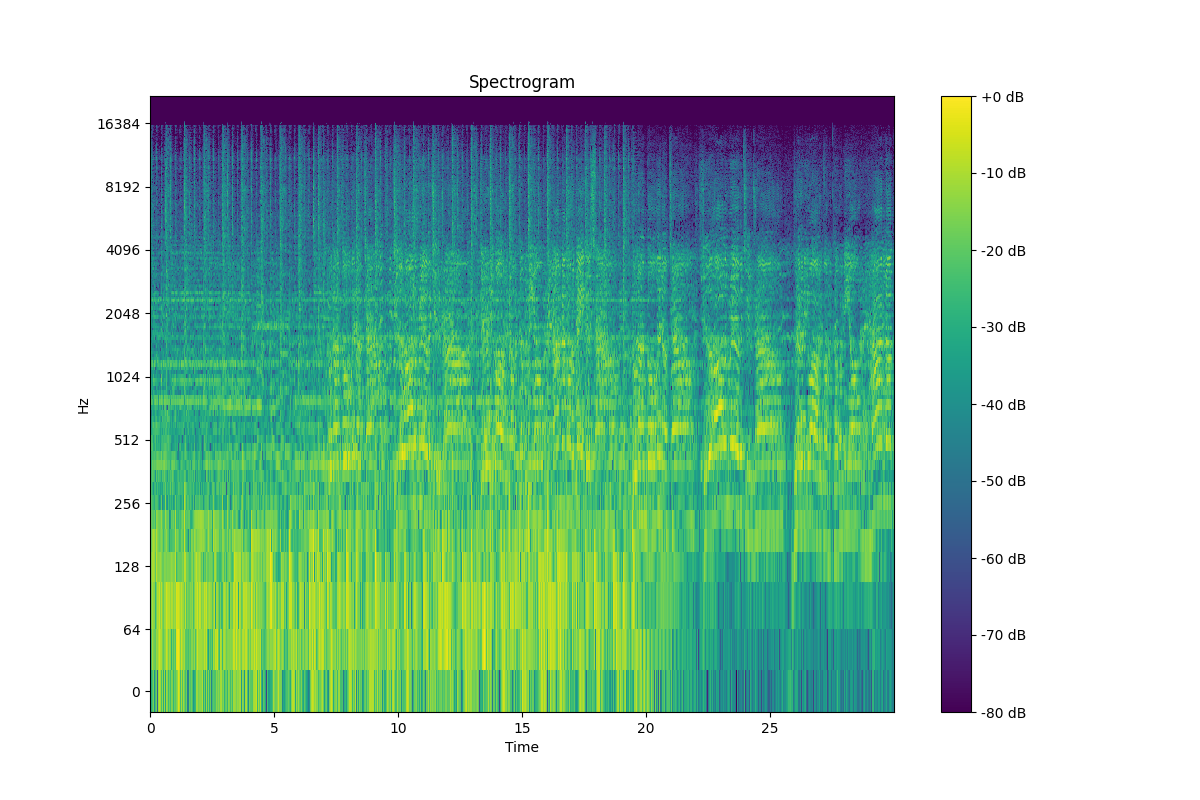 Spectrogram
16384
8192
4096
2048
1024
512
256
128
64
0
Hz
0 5 10 15 20 25
Time
+0 dB
-10 dB
-20 dB
-30 dB
-40 dB
-50 dB
-60 dB
-70 dB
-80 dB